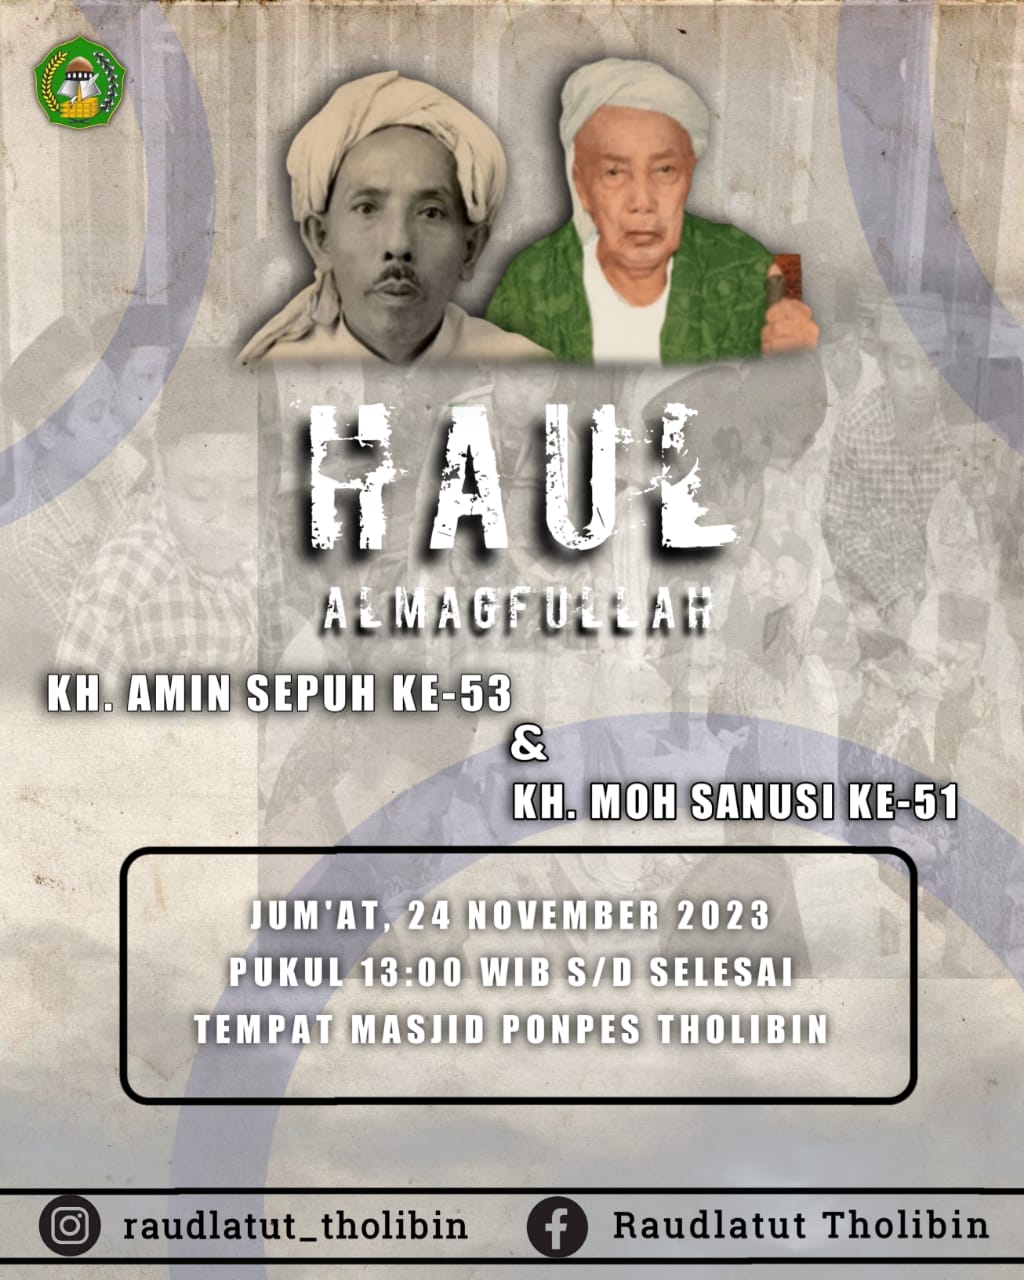 HAUL
ALMAGFULLAH
KH. AMIN SEPUH KE-53
&
KH. MOH SANUSI KE-51
JUM'AT, 24 NOVEMBER 2023
PUKUL 13:00 WIB S/D SELESAI
TEMPAT MASJID PONPES THOLIBIN
raudlatut_tholibin
Raudlatut Tholibin